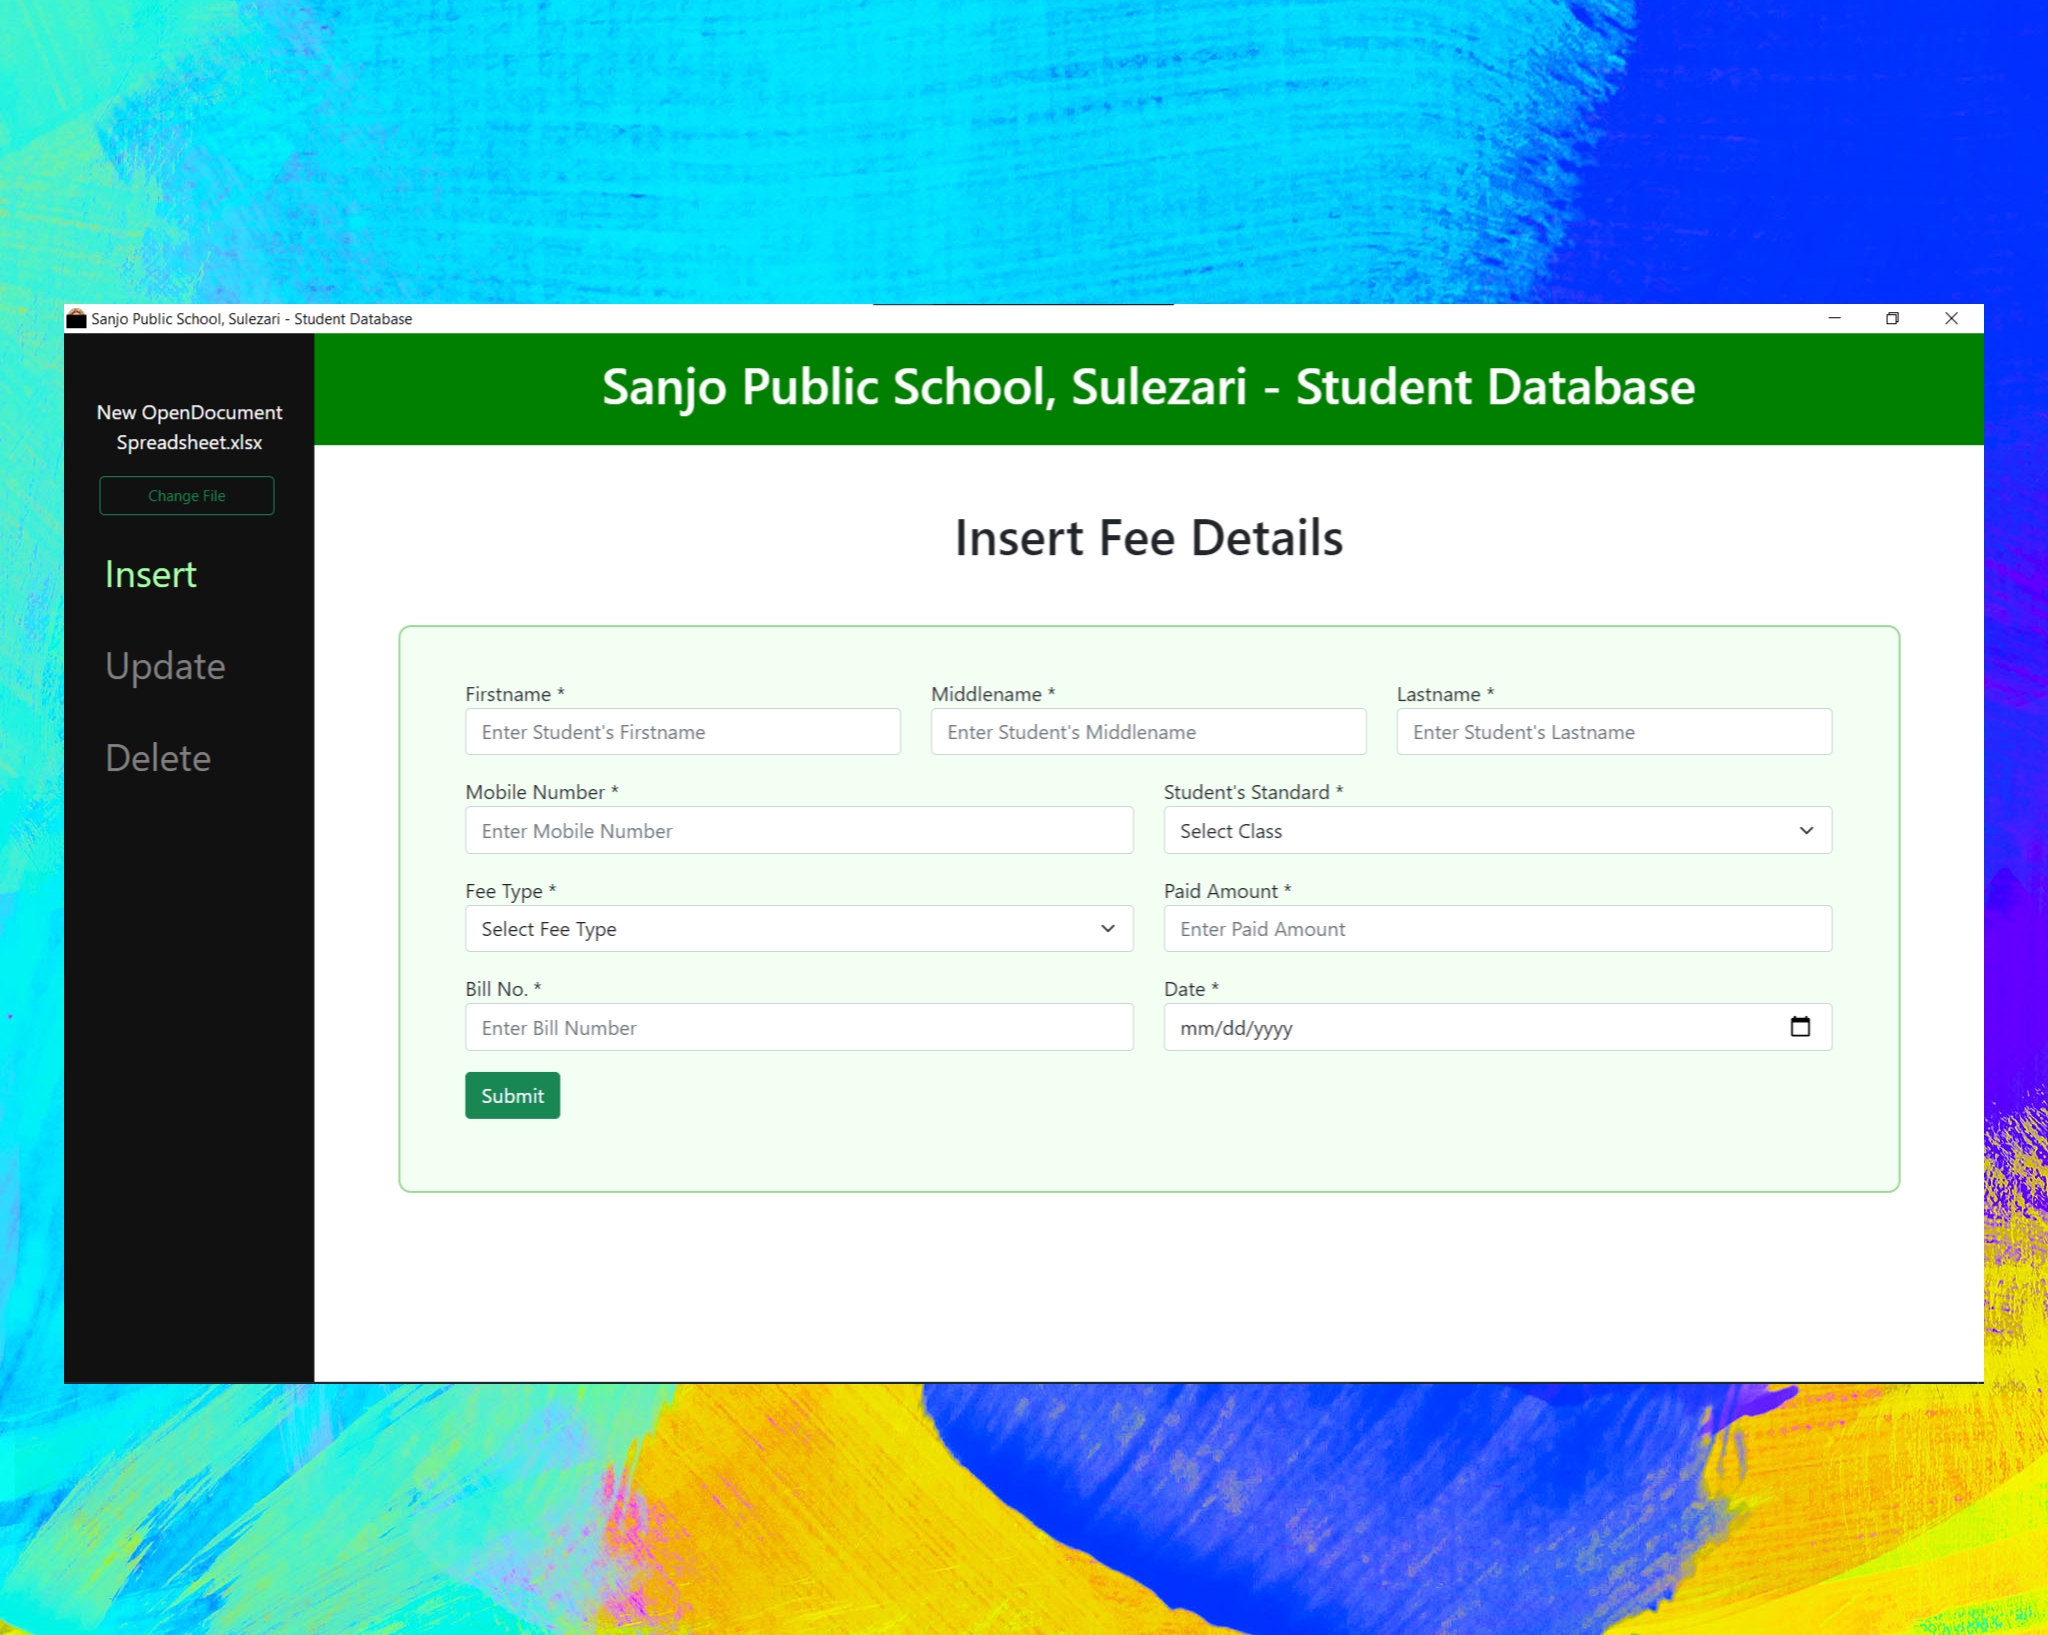 Sanjo Public School, Sulezari - Student Database
Sanjo Public School, Sulezari - Student Database
New OpenDocument
Spreadsheet.xlsx
Change File
Insert
Update
Delete
Insert Fee Details
Firstname * Middlename * Lastname *
Enter Student's Firstname Enter Student's Middlename Enter Student's Lastname
Mobile Number * Student's Standard *
Enter Mobile Number Select Class
Fee Type * Paid Amount *
Select Fee Type Enter Paid Amount
Bill No. * Date *
Enter Bill Number mm/dd/yyyy
Submit